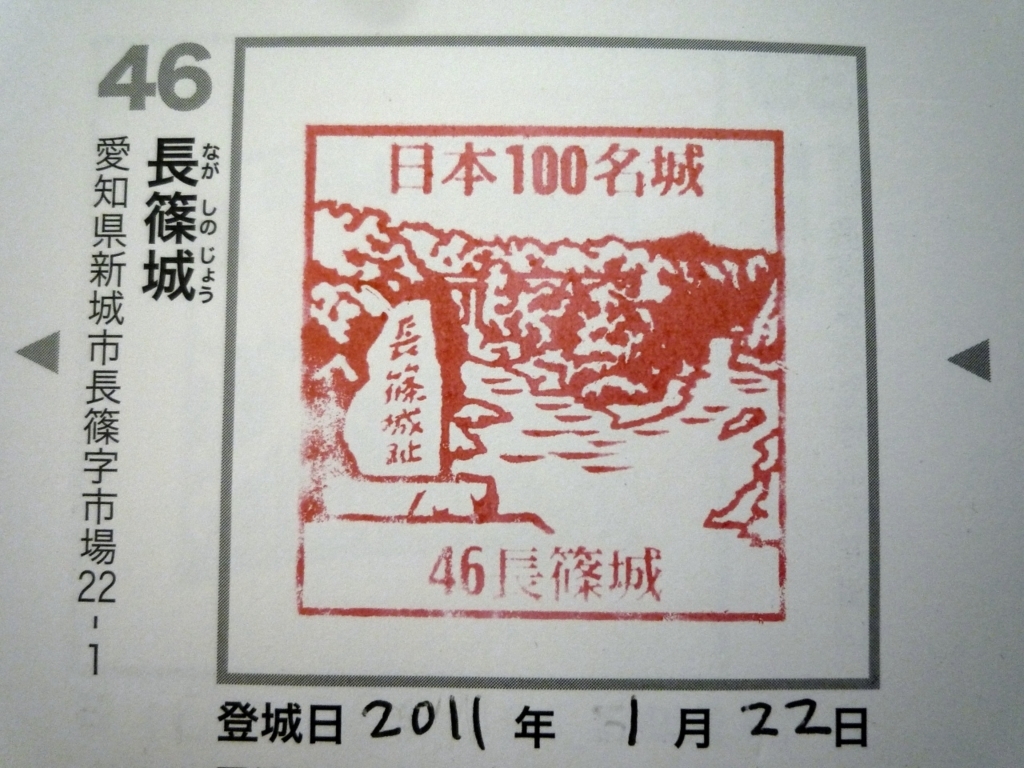 46
長篠城
ながしのじょう
愛知県新城市長篠字市場22-1
日本100名城
長篠城址
46 長篠城
登城日 2011 年 1 月 22 日